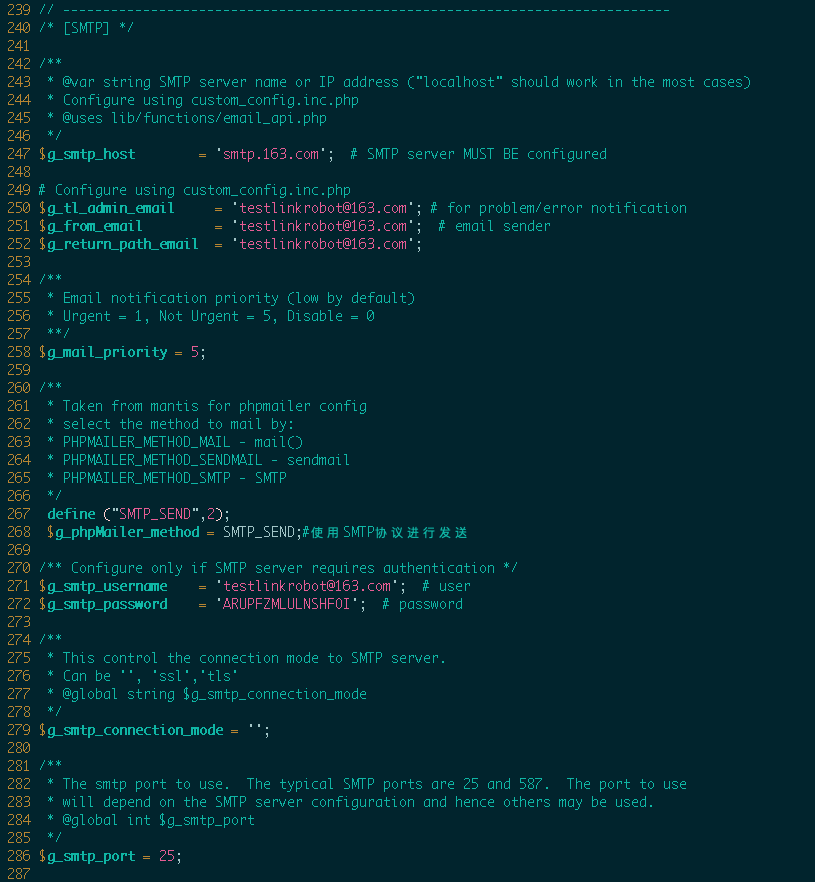 239 // ----------------------------------------------------------------------------
240 /* [SMTP] */
241
242 /**
243  * @var string SMTP server name or IP address ("localhost" should work in the most cases)
244  * Configure using custom_config.inc.php
245  * @uses lib/functions/email_api.php
246  */
247 $g_smtp_host        = 'smtp.163.com';  # SMTP server MUST BE configured
248
249 # Configure using custom_config.inc.php
250 $g_tl_admin_email     = 'testlinkrobot@163.com'; # for problem/error notification
251 $g_from_email         = 'testlinkrobot@163.com';  # email sender
252 $g_return_path_email  = 'testlinkrobot@163.com';
253
254 /**
255  * Email notification priority (low by default)
256  * Urgent = 1, Not Urgent = 5, Disable = 0
257  **/
258 $g_mail_priority = 5;
259
260 /**
261  * Taken from mantis for phpmailer config
262  * select the method to mail by:
263  * PHPMAILER_METHOD_MAIL - mail()
264  * PHPMAILER_METHOD_SENDMAIL - sendmail
265  * PHPMAILER_METHOD_SMTP - SMTP
266  */
267  define ("SMTP_SEND",2);
268  $g_phpMailer_method = SMTP_SEND;#使用SMTP协议进行发送
269
270 /** Configure only if SMTP server requires authentication */
271 $g_smtp_username    = 'testlinkrobot@163.com';  # user
272 $g_smtp_password    = 'ARUPFZMLULNSHFOI';  # password
273
274 /**
275  * This control the connection mode to SMTP server.
276  * Can be '', 'ssl','tls'
277  * @global string $g_smtp_connection_mode
278  */
279 $g_smtp_connection_mode = '';
280
281 /**
282  * The smtp port to use.  The typical SMTP ports are 25 and 587.  The port to use
283  * will depend on the SMTP server configuration and hence others may be used.
284  * @global int $g_smtp_port
285  */
286 $g_smtp_port = 25;
287